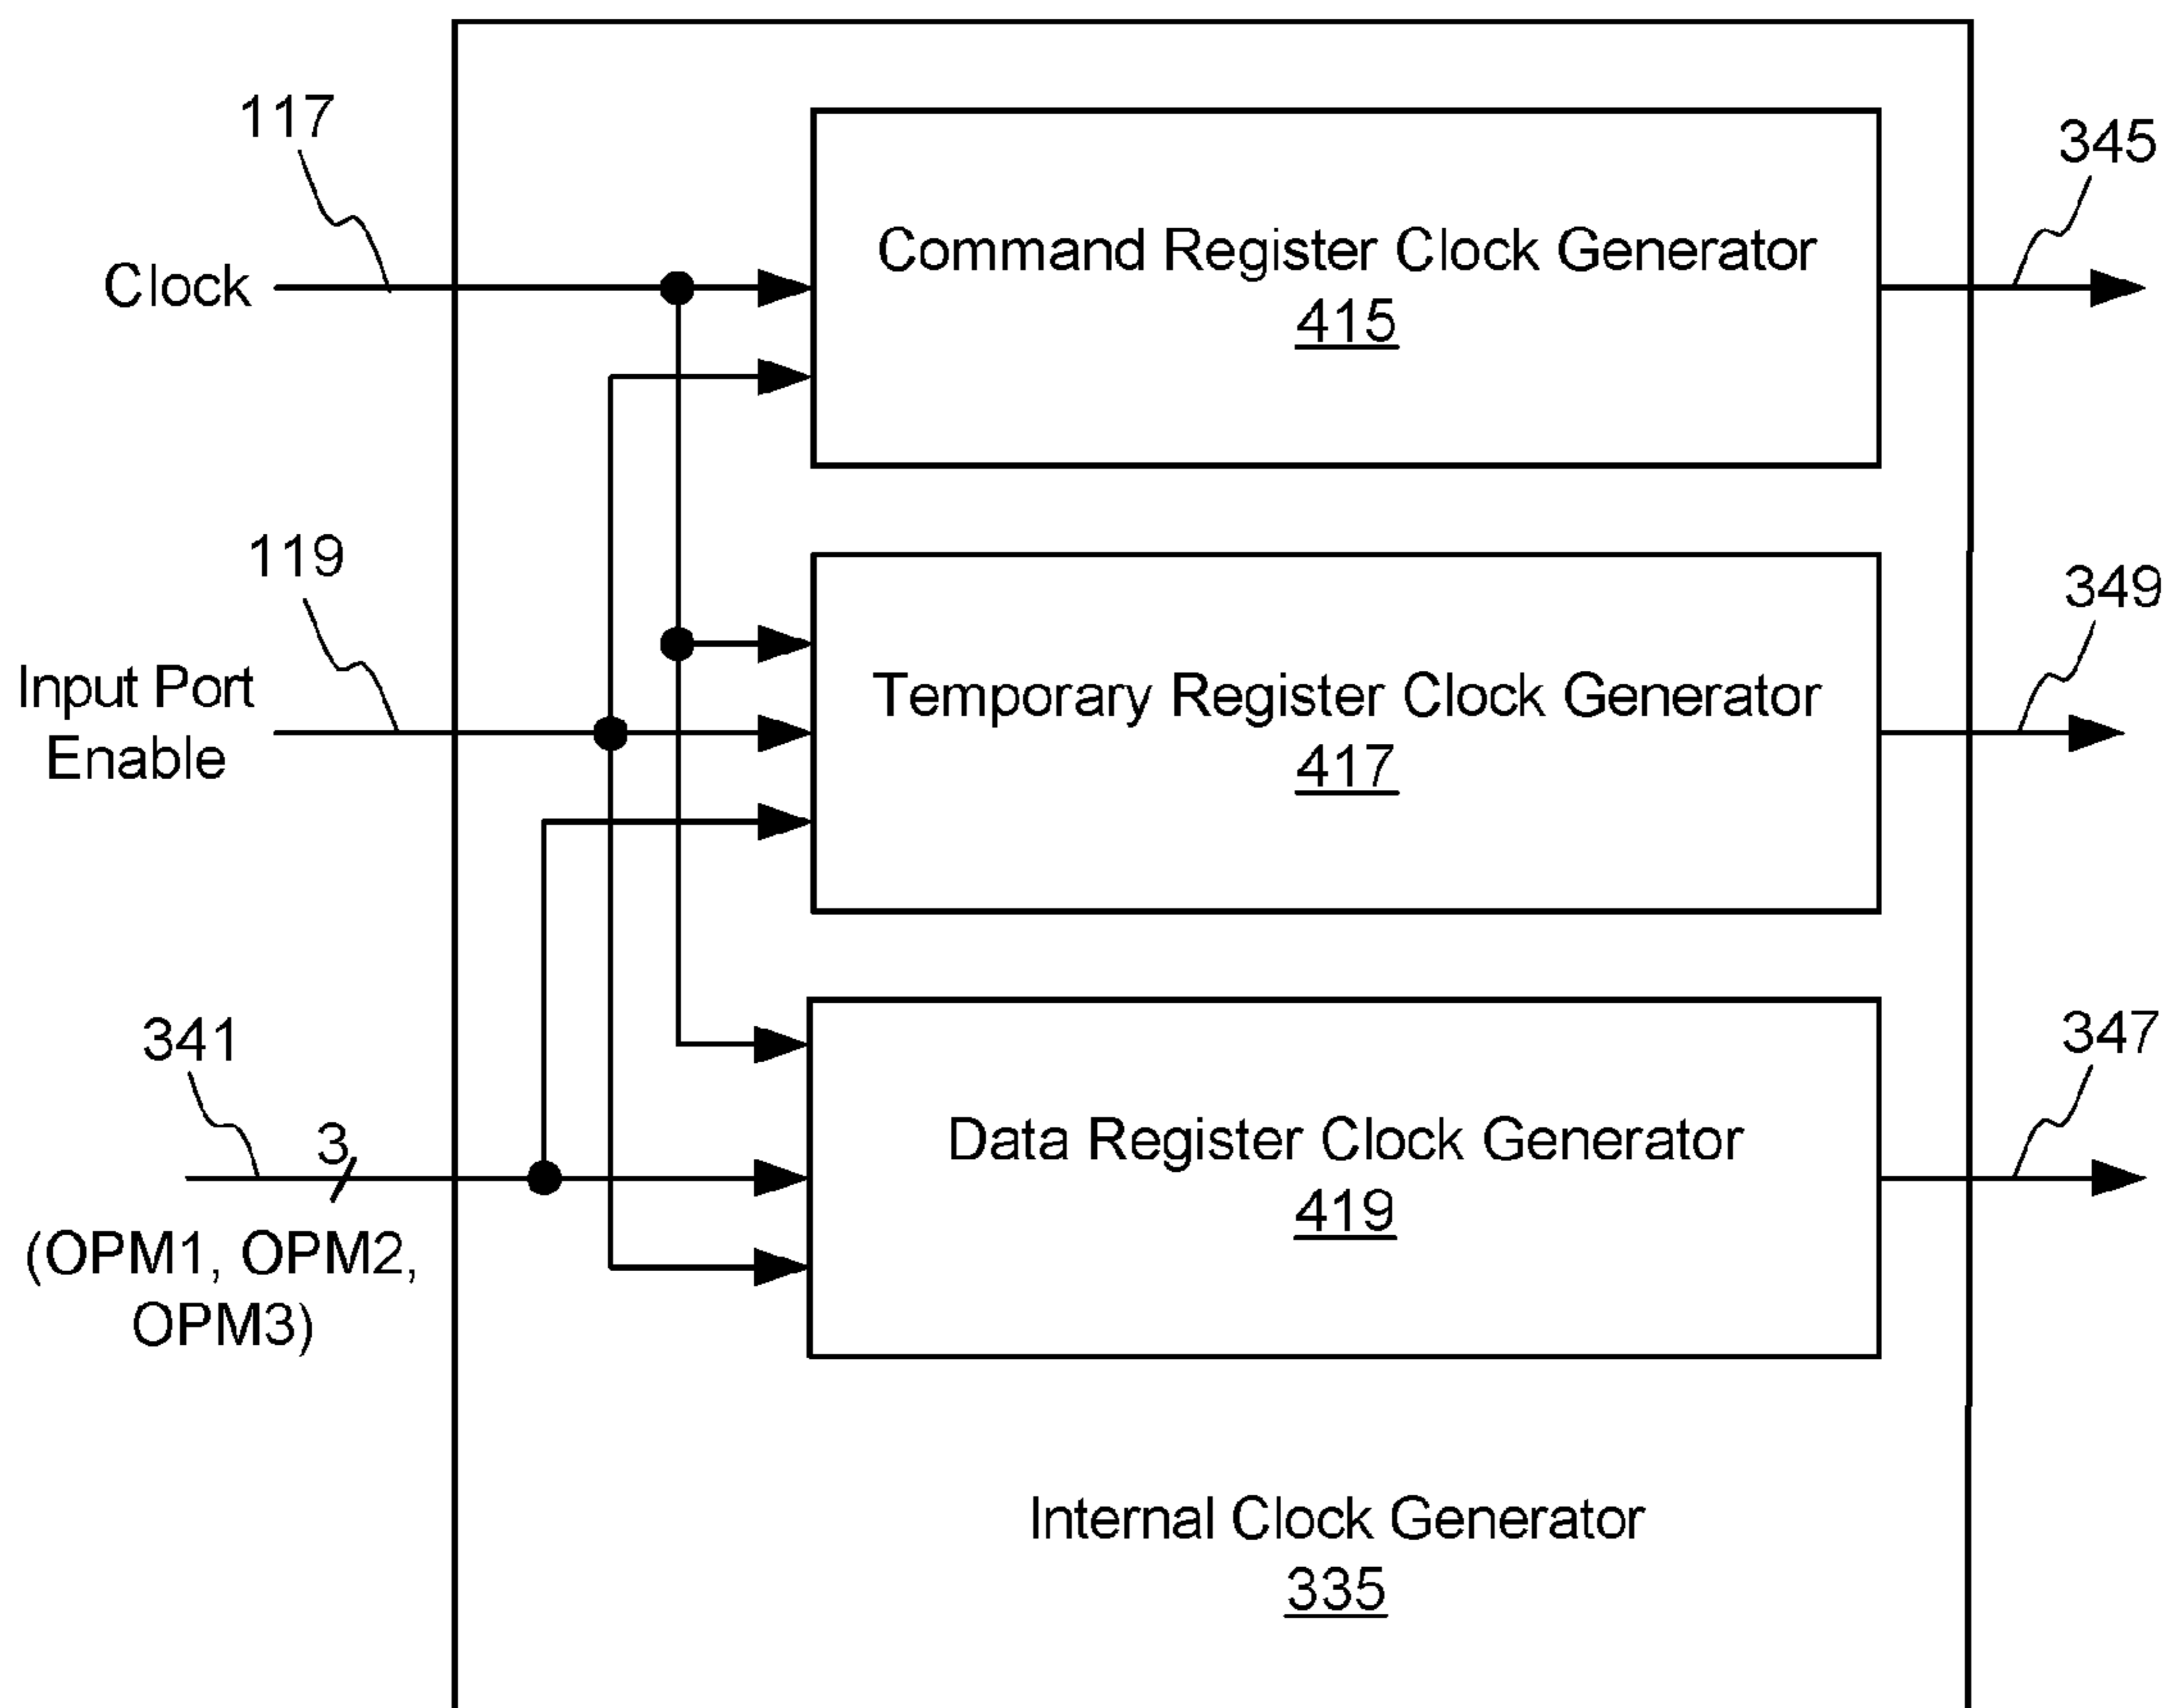 117
345
Command Register Clock Generator
415
Clock
119
349
Input Port
Enable
Temporary Register Clock Generator
417
341
3
347
Data Register Clock Generator
419
(OPM1, OPM2,
OPM3)
Internal Clock Generator
335